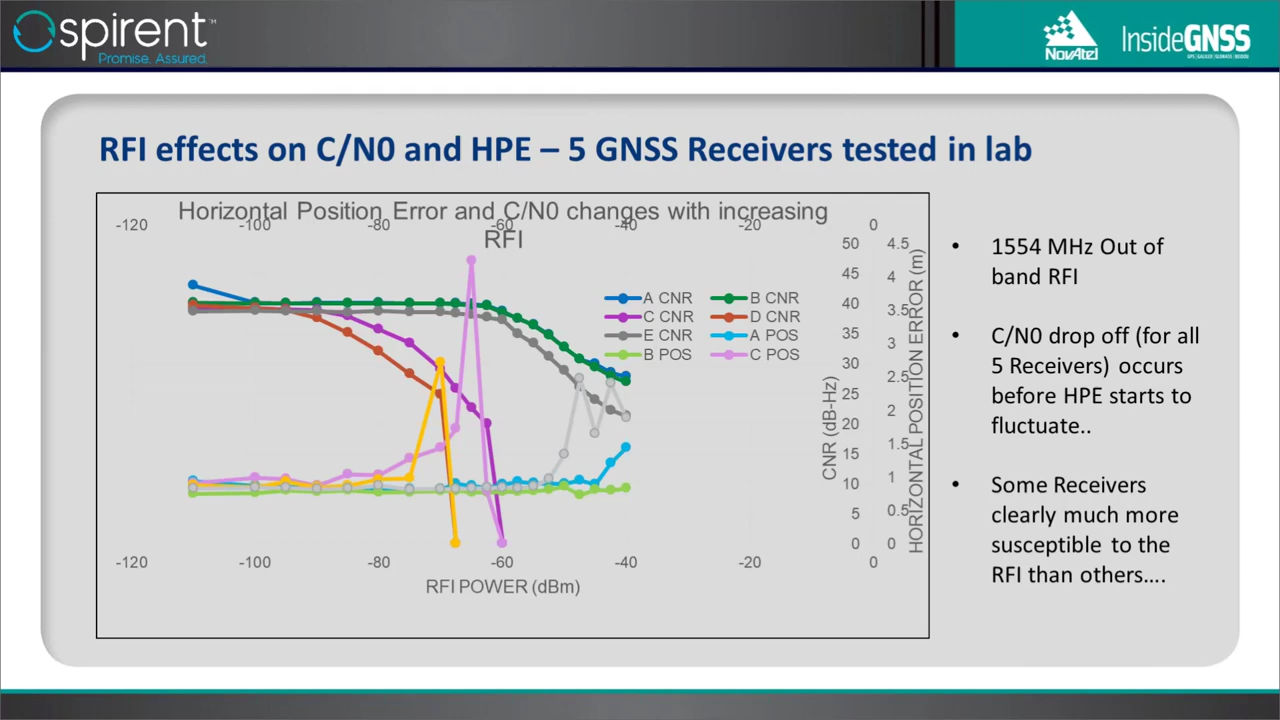 spirent™
Promise. Assured.
NovAtel
InsideGNSS
GPS | GALILEO | GLONASS | BEIDOU
RFI effects on C/N0 and HPE – 5 GNSS Receivers tested in lab
Horizontal Position Error and C/N0 changes with increasing
RFI
-120 -100 -80 -60 -40 -20 0
50 4.5
45 4
40 3.5
35 3
30 2.5
25 2
20 1.5
15 1
10 0.5
5 0
0
CNR (dB-Hz)
HORIZONTAL POSITION ERROR (m)
A CNR B CNR
C CNR D CNR
E CNR A POS
B POS C POS
-120 -100 -80 -60 -40 -20 0
RFI POWER (dBm)
• 1554 MHz Out of
band RFI
• C/N0 drop off (for all
5 Receivers) occurs
before HPE starts to
fluctuate..
• Some Receivers
clearly much more
susceptible to the
RFI than others….